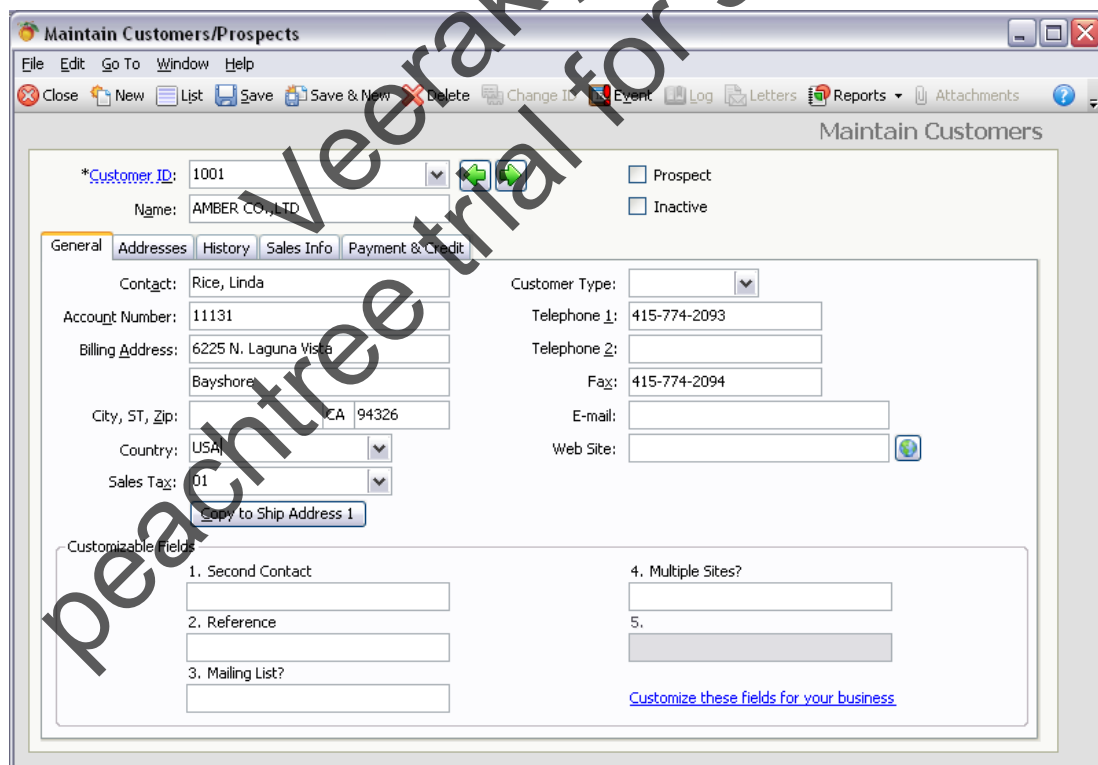 Maintain Customers/Prospects
File Edit Go To Window Help
Close New List Save Save & New Delete Change ID Event Log Letters Reports Attachments
Maintain Customers
*Customer ID: 1001
Prospect
Name: AMBER CO.,LTD
Inactive
General Addresses History Sales Info Payment & Credit
Contact: Rice, Linda
Customer Type:
Account Number: 11131
Telephone 1: 415-774-2093
Billing Address: 6225 N. Laguna Vista
Telephone 2:
Bayshore
Fax: 415-774-2094
City, ST, Zip: CA 94326
E-mail:
Country: USA
Web Site:
Sales Tax: 01
Copy to Ship Address 1
Customizable Fields
1. Second Contact
4. Multiple Sites?
2. Reference
5.
3. Mailing List?
Customize these fields for your business
peachtree trial for